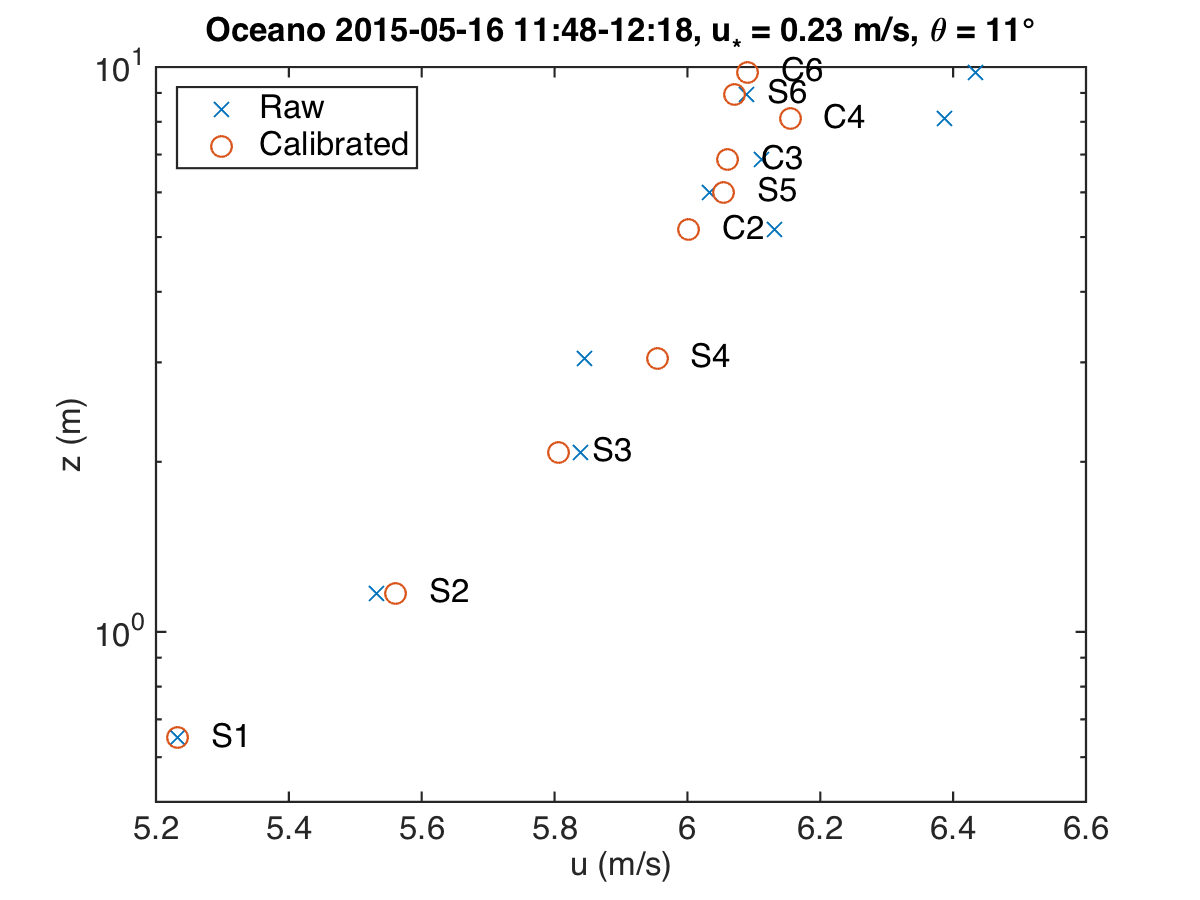 Oceano 2015-05-16 11:48-12:18, u* = 0.23 m/s, θ = 11°
10¹
Raw
Calibrated
C6
S6
C4
C3
S5
C2
S4
S3
z (m)
S2
10⁰
S1
5.2 5.4 5.6 5.8 6 6.2 6.4 6.6
u (m/s)